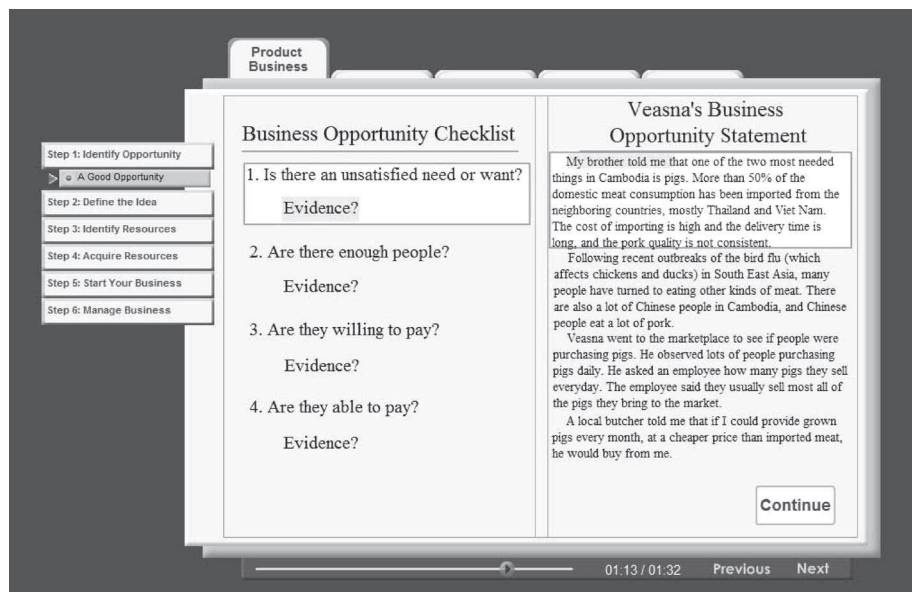 Product
Business
Step 1: Identify Opportunity
A Good Opportunity
Step 2: Define the Idea
Step 3: Identify Resources
Step 4: Acquire Resources
Step 5: Start Your Business
Step 6: Manage Business
Business Opportunity Checklist
1. Is there an unsatisfied need or want?
Evidence?
2. Are there enough people?
Evidence?
3. Are they willing to pay?
Evidence?
4. Are they able to pay?
Evidence?
Veasna's Business
Opportunity Statement
My brother told me that one of the two most needed
things in Cambodia is pigs. More than 50% of the
domestic meat consumption has been imported from the
neighboring countries, mostly Thailand and Viet Nam.
The cost of importing is high and the delivery time is
long, and the pork quality is not consistent.
Following recent outbreaks of the bird flu (which
affects chickens and ducks) in South East Asia, many
people have turned to eating other kinds of meat. There
are also a lot of Chinese people in Cambodia, and Chinese
people eat a lot of pork.
Veasna went to the marketplace to see if people were
purchasing pigs. He observed lots of people purchasing
pigs daily. He asked an employee how many pigs they sell
everyday. The employee said they usually sell most all of
the pigs they bring to the market.
A local butcher told me that if I could provide grown
pigs every month, at a cheaper price than imported meat,
he would buy from me.
Continue
01:13 / 01:32 Previous Next